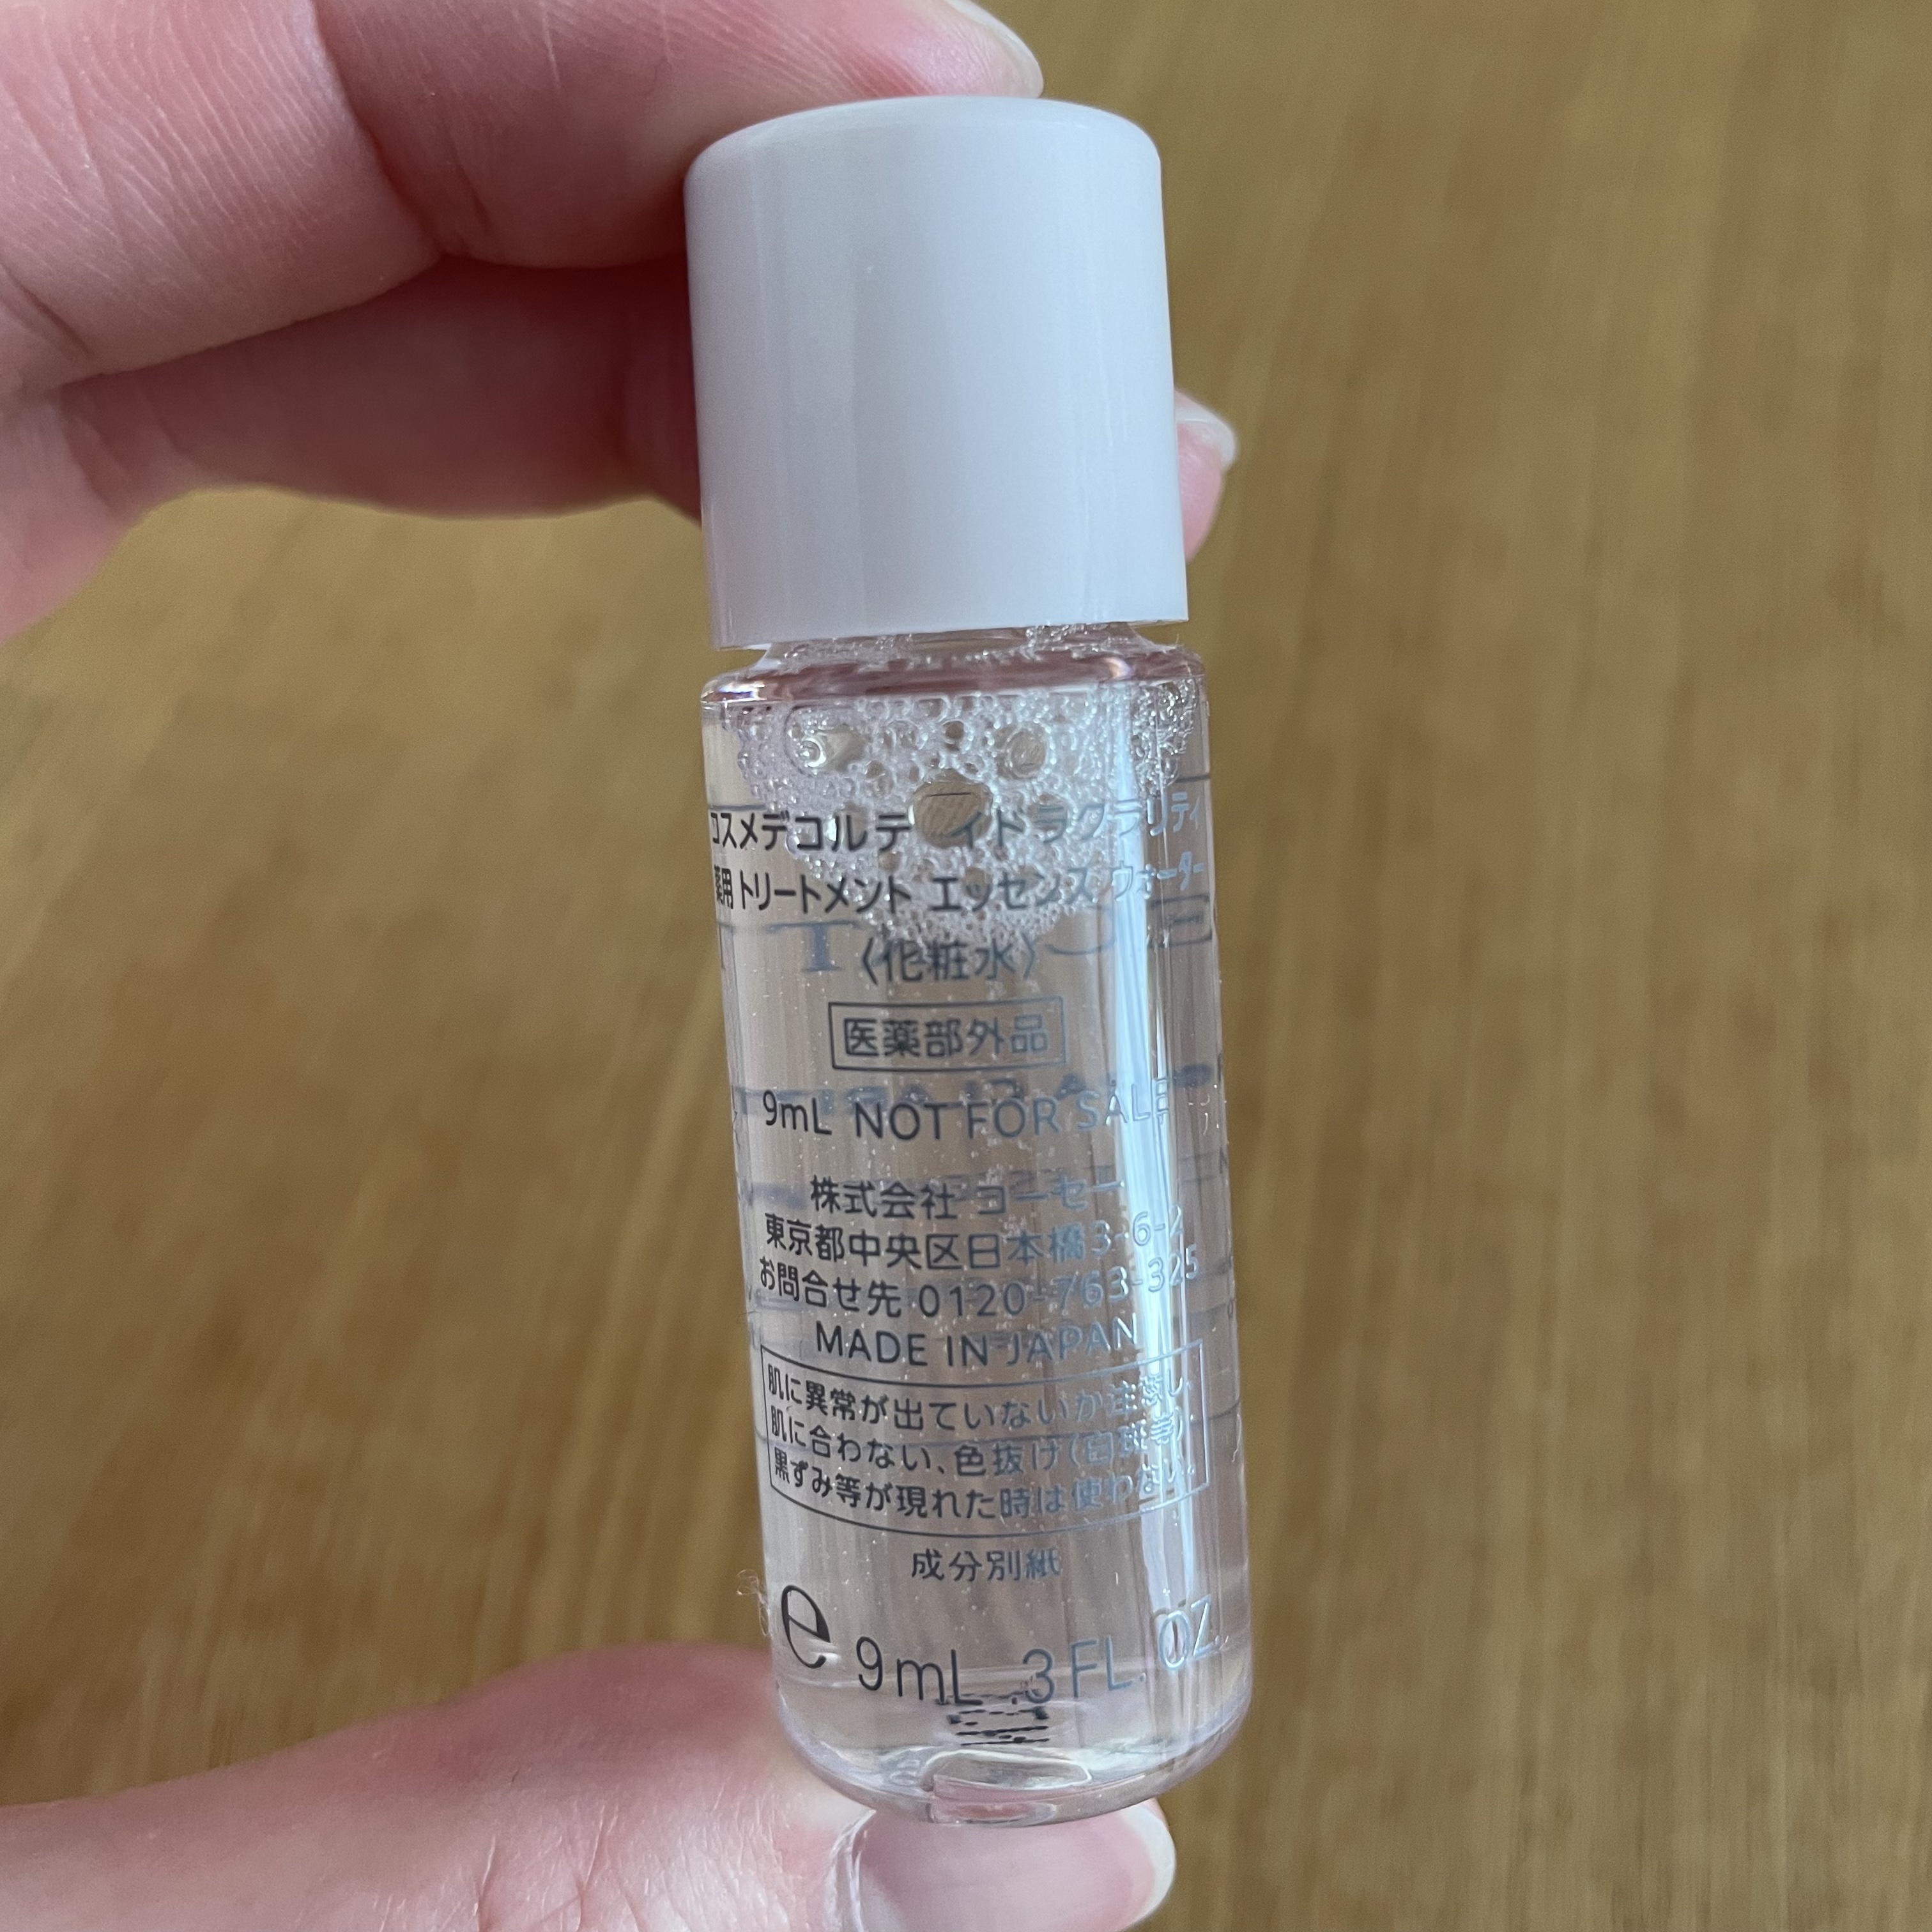 コスメデコルテ イドラクラリティ
薬用 トリートメント エッセンス ウォーター
〈化粧水〉
医薬部外品
9mL NOT FOR SALE
株式会社 コーセー
東京都中央区日本橋3-6-2
お問合せ先 0120-763-325
MADE IN JAPAN
肌に異常が出ていないか注意し、
肌に合わない、色抜け(白斑等)・
黒ずみ等が現れた時は使わない。
成分別紙
e 9mL .3 FL. OZ.